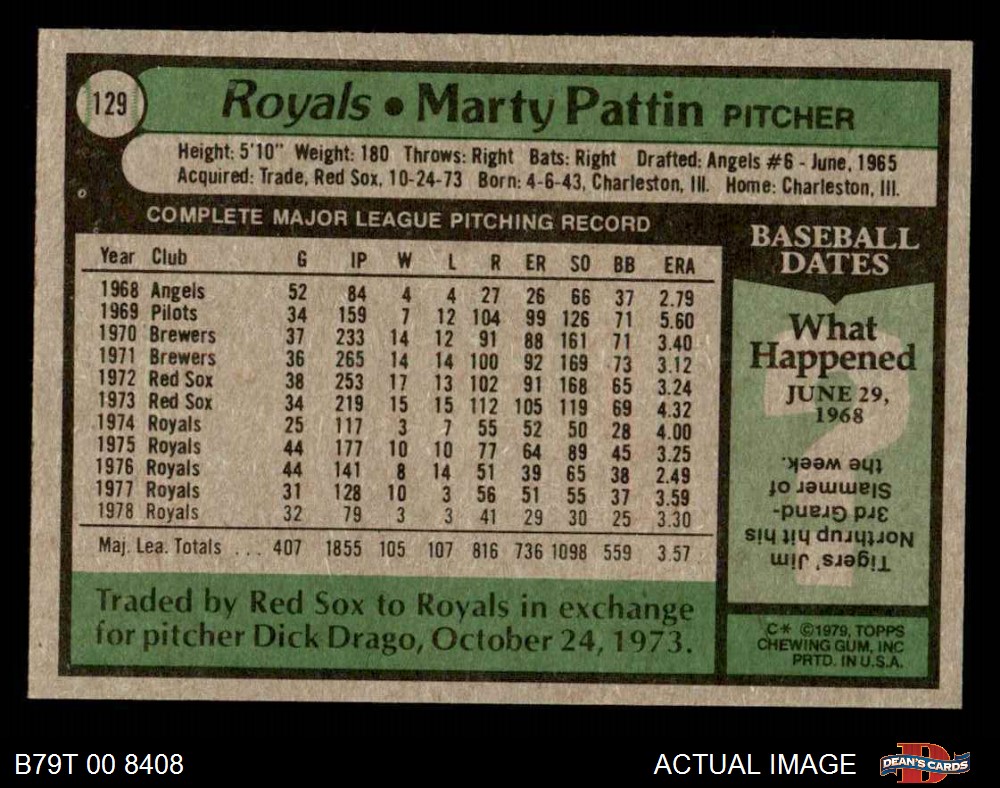 129
Royals • Marty Pattin PITCHER
Height: 5'10" Weight: 180 Throws: Right Bats: Right Drafted: Angels #6 - June, 1965
Acquired: Trade, Red Sox, 10-24-73 Born: 4-6-43, Charleston, Ill. Home: Charleston, Ill.
COMPLETE MAJOR LEAGUE PITCHING RECORD
Year Club G IP W L R ER SO BB ERA
1968 Angels 52 84 4 4 27 26 66 37 2.79
1969 Pilots 34 159 7 12 104 99 126 71 5.60
1970 Brewers 37 233 14 12 91 88 161 71 3.40
1971 Brewers 36 265 14 14 100 92 169 73 3.12
1972 Red Sox 38 253 17 13 102 91 168 65 3.24
1973 Red Sox 34 219 15 15 112 105 119 69 4.32
1974 Royals 25 117 3 7 55 52 50 28 4.00
1975 Royals 44 177 10 10 77 64 89 45 3.25
1976 Royals 44 141 8 14 51 39 55 38 2.49
1977 Royals 31 128 10 3 56 51 55 37 3.59
1978 Royals 32 79 3 3 41 29 30 25 3.30
Maj. Lea. Totals ... 407 1855 105 107 816 736 1098 559 3.57
Traded by Red Sox to Royals in exchange
for pitcher Dick Drago, October 24, 1973.
BASEBALL
DATES
What
Happened
JUNE 29,
1968
Tigers' Jim
Northrup hit his
3rd Grand-
Slammer of
the week.
C* ©1979, TOPPS
CHEWING GUM, INC
PRTD. IN U.S.A.
B79T 00 8408
ACTUAL IMAGE
D
DEAN'S CARDS